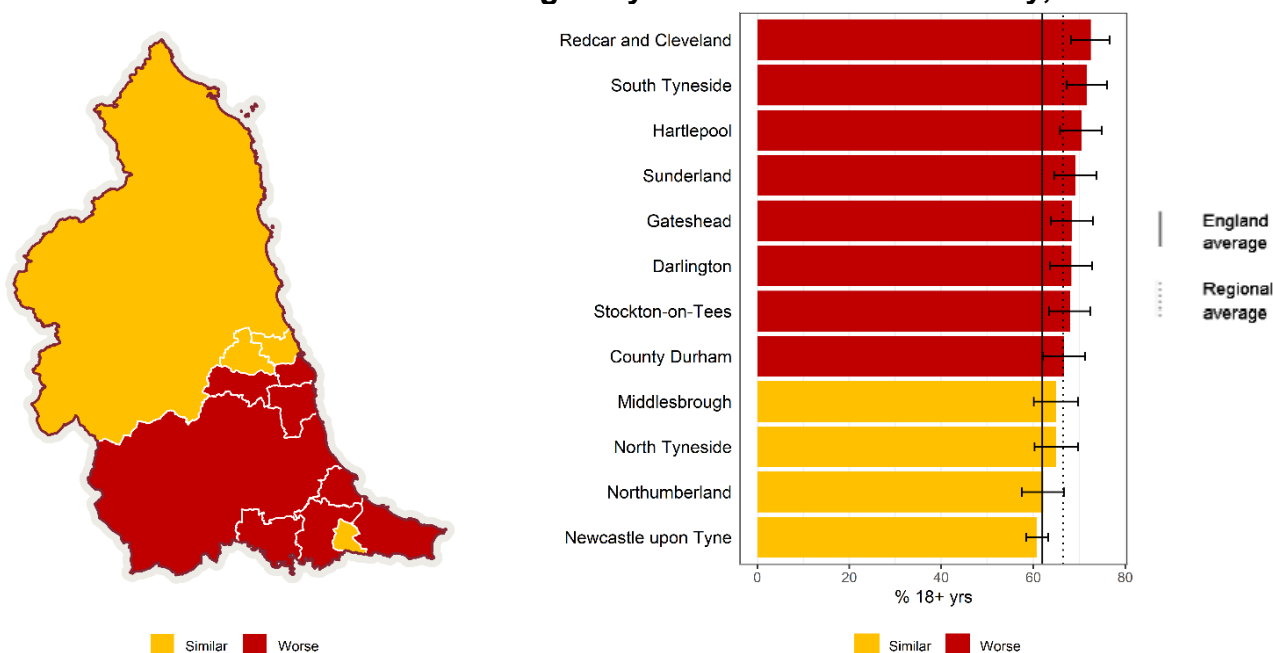 Redcar and Cleveland
South Tyneside
Hartlepool
Sunderland
Gateshead
Darlington
Stockton-on-Tees
County Durham
Middlesbrough
North Tyneside
Northumberland
Newcastle upon Tyne
0 20 40 60 80
% 18+ yrs
England
average
Regional
average
Similar Worse
Similar Worse